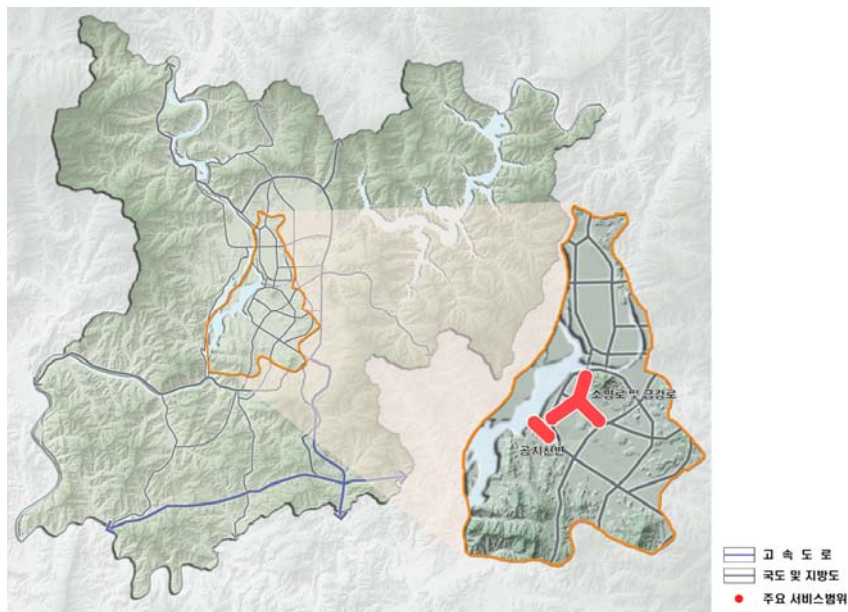 소양로 및 금강로
공지천변
고 속 도 로
국도 및 지방도
주요 서비스범위